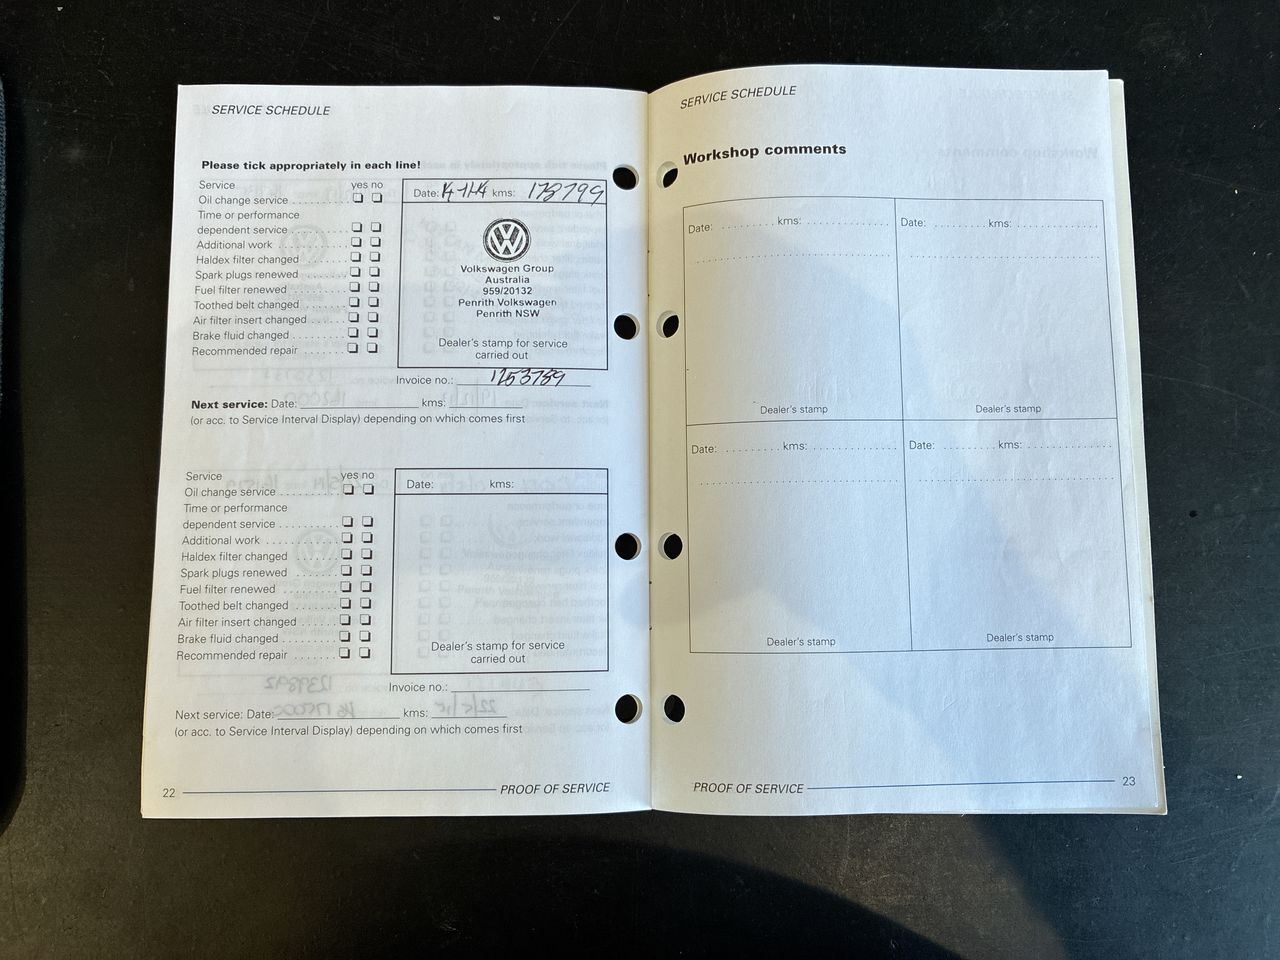 SERVICE SCHEDULE
Please tick appropriately in each line!
Service yes no
Oil change service ..........
Time or performance
dependent service ..........
Additional work ..........
Haldex filter changed ........
Spark plugs renewed ........
Fuel filter renewed ..........
Toothed belt changed .......
Air filter insert changed .....
Brake fluid changed .........
Recommended repair .......
Date: kms: 178799
Volkswagen Group
Australia
959/20132
Penrith Volkswagen
Penrith NSW
Dealer's stamp for service
carried out
Invoice no.: 1253739
Next service: Date: kms:
(or acc. to Service Interval Display) depending on which comes first
Service yes no
Oil change service ..........
Time or performance
dependent service ..........
Additional work ..........
Haldex filter changed ........
Spark plugs renewed ........
Fuel filter renewed ..........
Toothed belt changed .......
Air filter insert changed .....
Brake fluid changed .........
Recommended repair .......
Date: kms:
Dealer's stamp for service
carried out
Invoice no.:
Next service: Date: kms:
(or acc. to Service Interval Display) depending on which comes first
22 PROOF OF SERVICE
SERVICE SCHEDULE
Workshop comments
Date: .......... kms: ................
Dealer's stamp
Date: .......... kms: ................
Dealer's stamp
Date: .......... kms: ................
Dealer's stamp
Date: .......... kms: ................
Dealer's stamp
PROOF OF SERVICE 23